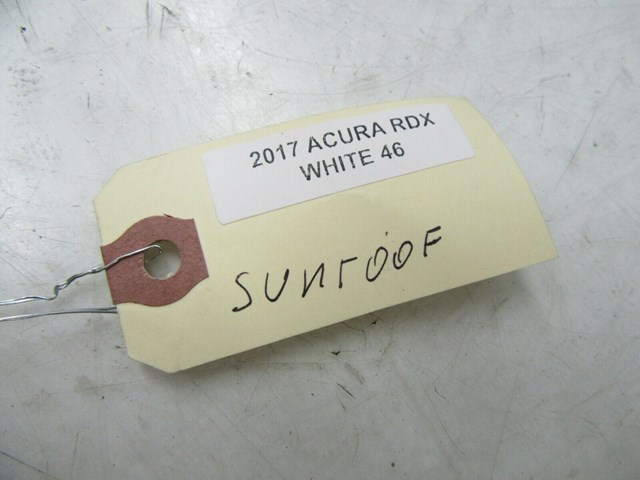 2017 ACURA RDX
WHITE 46
SUNROOF